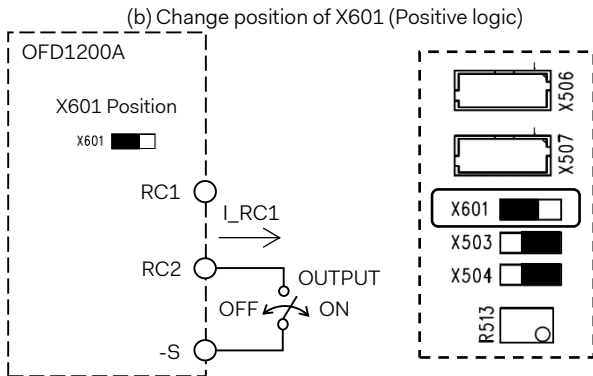 (b) Change position of X601 (Positive logic)
OFD1200A
X601 Position
X601
RC1
I_RC1
RC2
OUTPUT
OFF
ON
-S
X506
X507
X601
X503
X504
R513